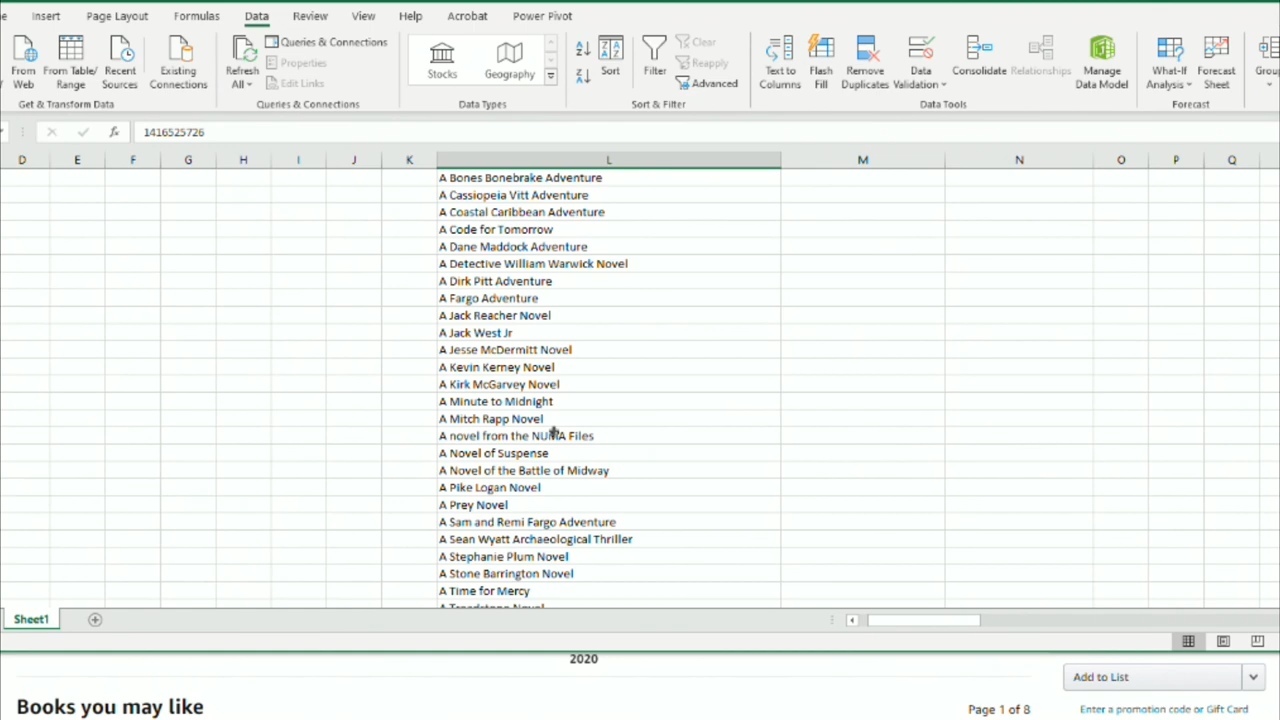 Insert Page Layout Formulas Data Review View Help Acrobat Power Pivot
From Web
From Table/ Range
Recent Sources
Existing Connections
Get & Transform Data
Refresh All
Queries & Connections
Properties
Edit Links
Queries & Connections
Stocks
Geography
Data Types
Sort
Filter
Clear
Reapply
Advanced
Sort & Filter
Text to Columns
Flash Fill
Remove Duplicates
Data Validation
Consolidate
Relationships
Manage Data Model
Data Tools
What-If Analysis
Forecast Sheet
Forecast
fx 1416525726
D E F G H I J K L M N O P Q
A Bones Bonebrake Adventure
A Cassiopeia Vitt Adventure
A Coastal Caribbean Adventure
A Code for Tomorrow
A Dane Maddock Adventure
A Detective William Warwick Novel
A Dirk Pitt Adventure
A Fargo Adventure
A Jack Reacher Novel
A Jack West Jr
A Jesse McDermitt Novel
A Kevin Kerney Novel
A Kirk McGarvey Novel
A Minute to Midnight
A Mitch Rapp Novel
A novel from the NUMA Files
A Novel of Suspense
A Novel of the Battle of Midway
A Pike Logan Novel
A Prey Novel
A Sam and Remi Fargo Adventure
A Sean Wyatt Archaeological Thriller
A Stephanie Plum Novel
A Stone Barrington Novel
A Time for Mercy
Sheet1
2020
Add to List
Books you may like
Page 1 of 8
Enter a promotion code or Gift Card